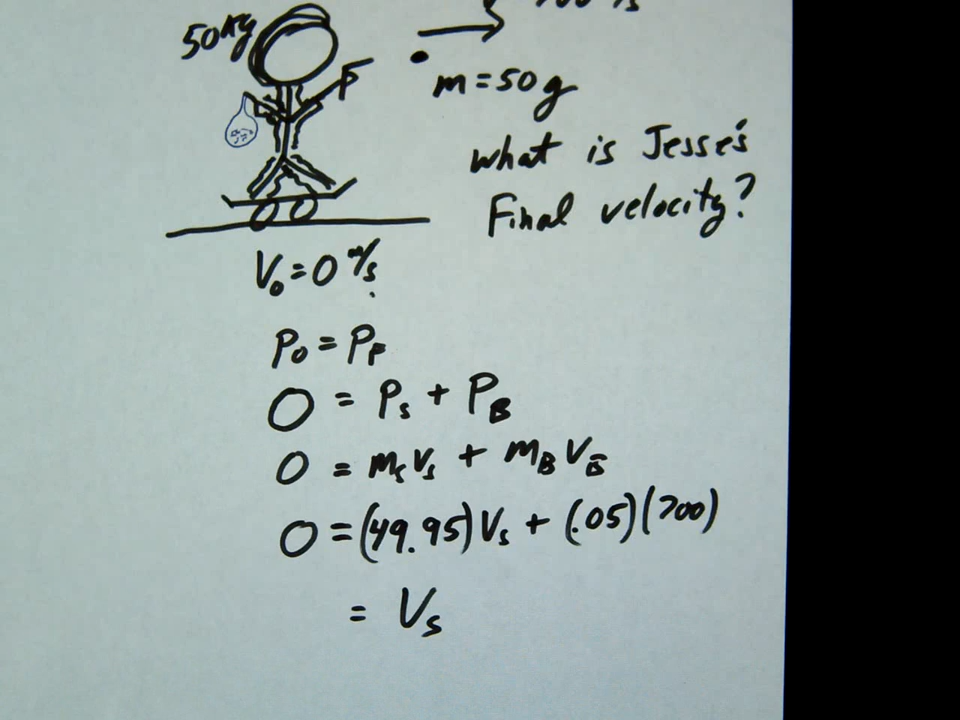 50kg
m = 50 g
What is Jesse's
Final velocity?
V₀ = 0 m/s
P₀ = P_F
0 = P_s + P_B
0 = m_s v_s + m_B V_B
0 = (49.95) V_s + (.05)(700)
= V_s